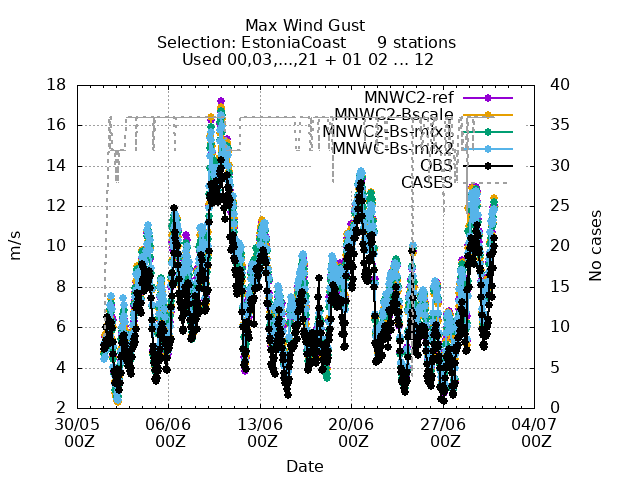 Max Wind Gust
Selection: EstoniaCoast 9 stations
Used 00,03,...,21 + 01 02 ... 12
18 40
16 35
14 30
12 25
10 20
8 15
6 10
4 5
2 0
m/s
No cases
MNWC2-ref
MNWC2-Bscale
MNWC2-Bs-mix1
MNWC-Bs-mix2
OBS
CASES
30/05 06/06 13/06 20/06 27/06 04/07
00Z 00Z 00Z 00Z 00Z 00Z
Date